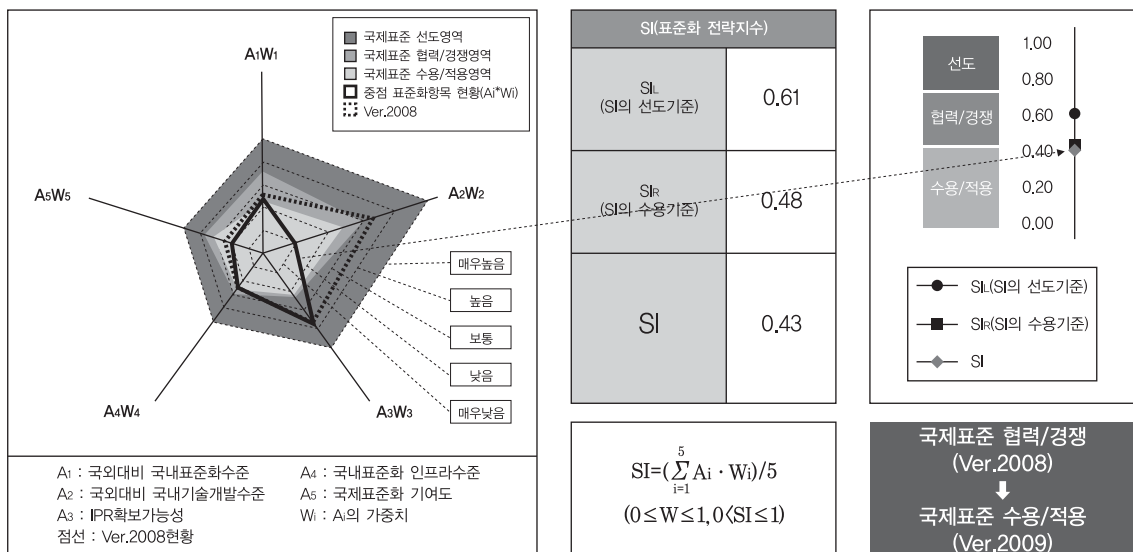 국제표준 선도영역
국제표준 협력/경쟁영역
국제표준 수용/적용영역
중점 표준화항목 현황(Ai*Wi)
Ver.2008
A1W1
A2W2
A5W5
A4W4
A3W3
매우높음
높음
보통
낮음
매우낮음
A1 : 국외대비 국내표준화수준
A2 : 국외대비 국내기술개발수준
A3 : IPR확보가능성
점선 : Ver.2008현황
A4 : 국내표준화 인프라수준
A5 : 국제표준화 기여도
Wi : Ai의 가중치
SI(표준화 전략지수)
SIL
(SI의 선도기준)
0.61
SIR
(SI의 수용기준)
0.48
SI
0.43
SI=(5∑i=1 Ai · Wi)/5
(0≤W≤1, 0<SI≤1)
선도
협력/경쟁
수용/적용
1.00
0.80
0.60
0.40
0.20
0.00
SIL(SI의 선도기준)
SIR(SI의 수용기준)
SI
국제표준 협력/경쟁
(Ver.2008)
국제표준 수용/적용
(Ver.2009)